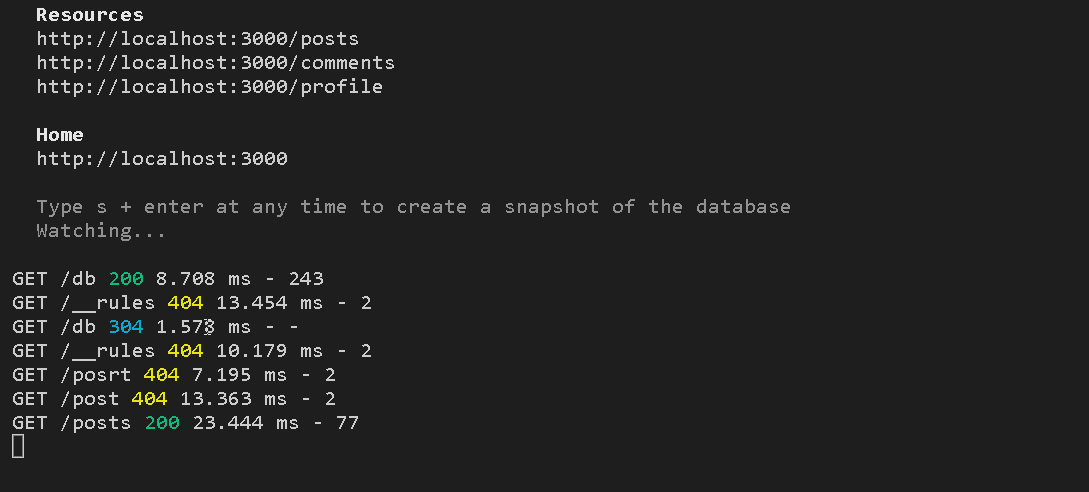 Resources
http://localhost:3000/posts
http://localhost:3000/comments
http://localhost:3000/profile
Home
http://localhost:3000
Type s + enter at any time to create a snapshot of the database
Watching...
GET /db 200 8.708 ms - 243
GET /__rules 404 13.454 ms - 2
GET /db 304 1.573 ms - -
GET /__rules 404 10.179 ms - 2
GET /posrt 404 7.195 ms - 2
GET /post 404 13.363 ms - 2
GET /posts 200 23.444 ms - 77